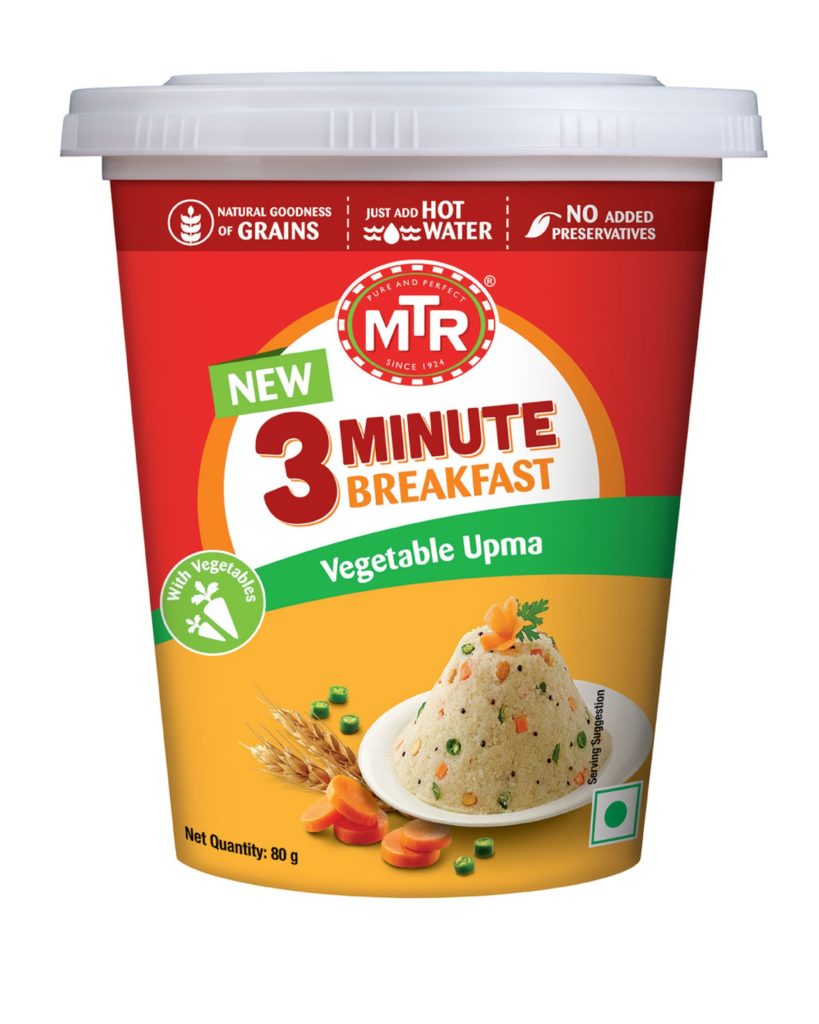 NATURAL GOODNESS
OF GRAINS
JUST ADD HOT
WATER
NO ADDED
PRESERVATIVES
PURE AND PERFECT
MTR
®
SINCE 1924
NEW
3 MINUTE
BREAKFAST
Vegetable Upma
With Vegetables
Serving Suggestion
Net Quantity: 80 g